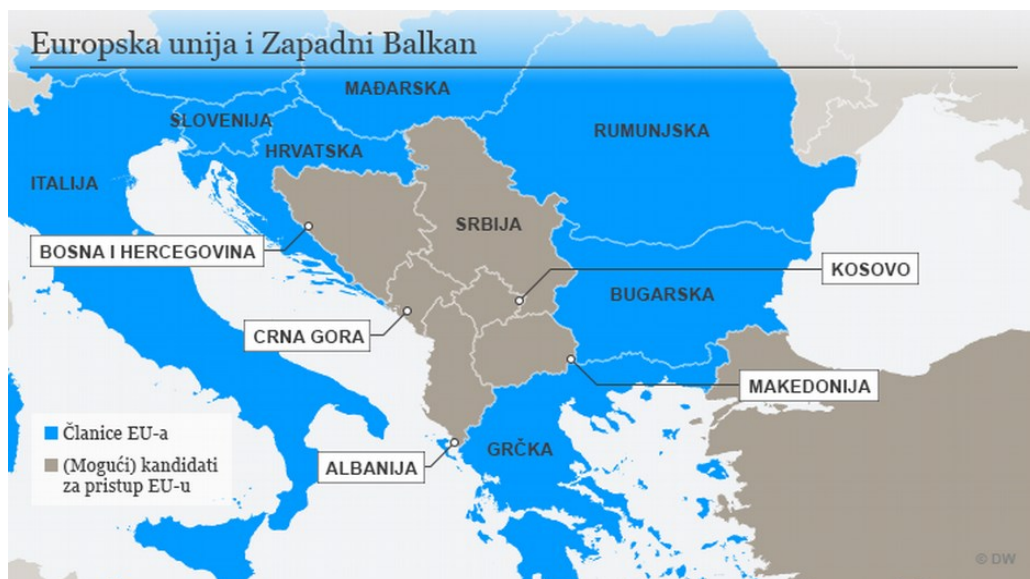 Europska unija i Zapadni Balkan
MAĐARSKA
SLOVENIJA
RUMUNJSKA
HRVATSKA
ITALIJA
SRBIJA
BOSNA I HERCEGOVINA
KOSOVO
BUGARSKA
CRNA GORA
MAKEDONIJA
Članice EU-a
GRČKA
(Mogući) kandidati
za pristup EU-u
ALBANIJA
© DW